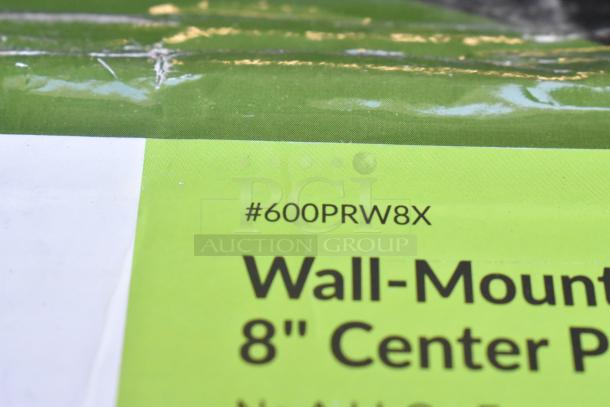 PCI
#600PRW8X
AUCTION GROUP
Wall-Mount
8" Center P